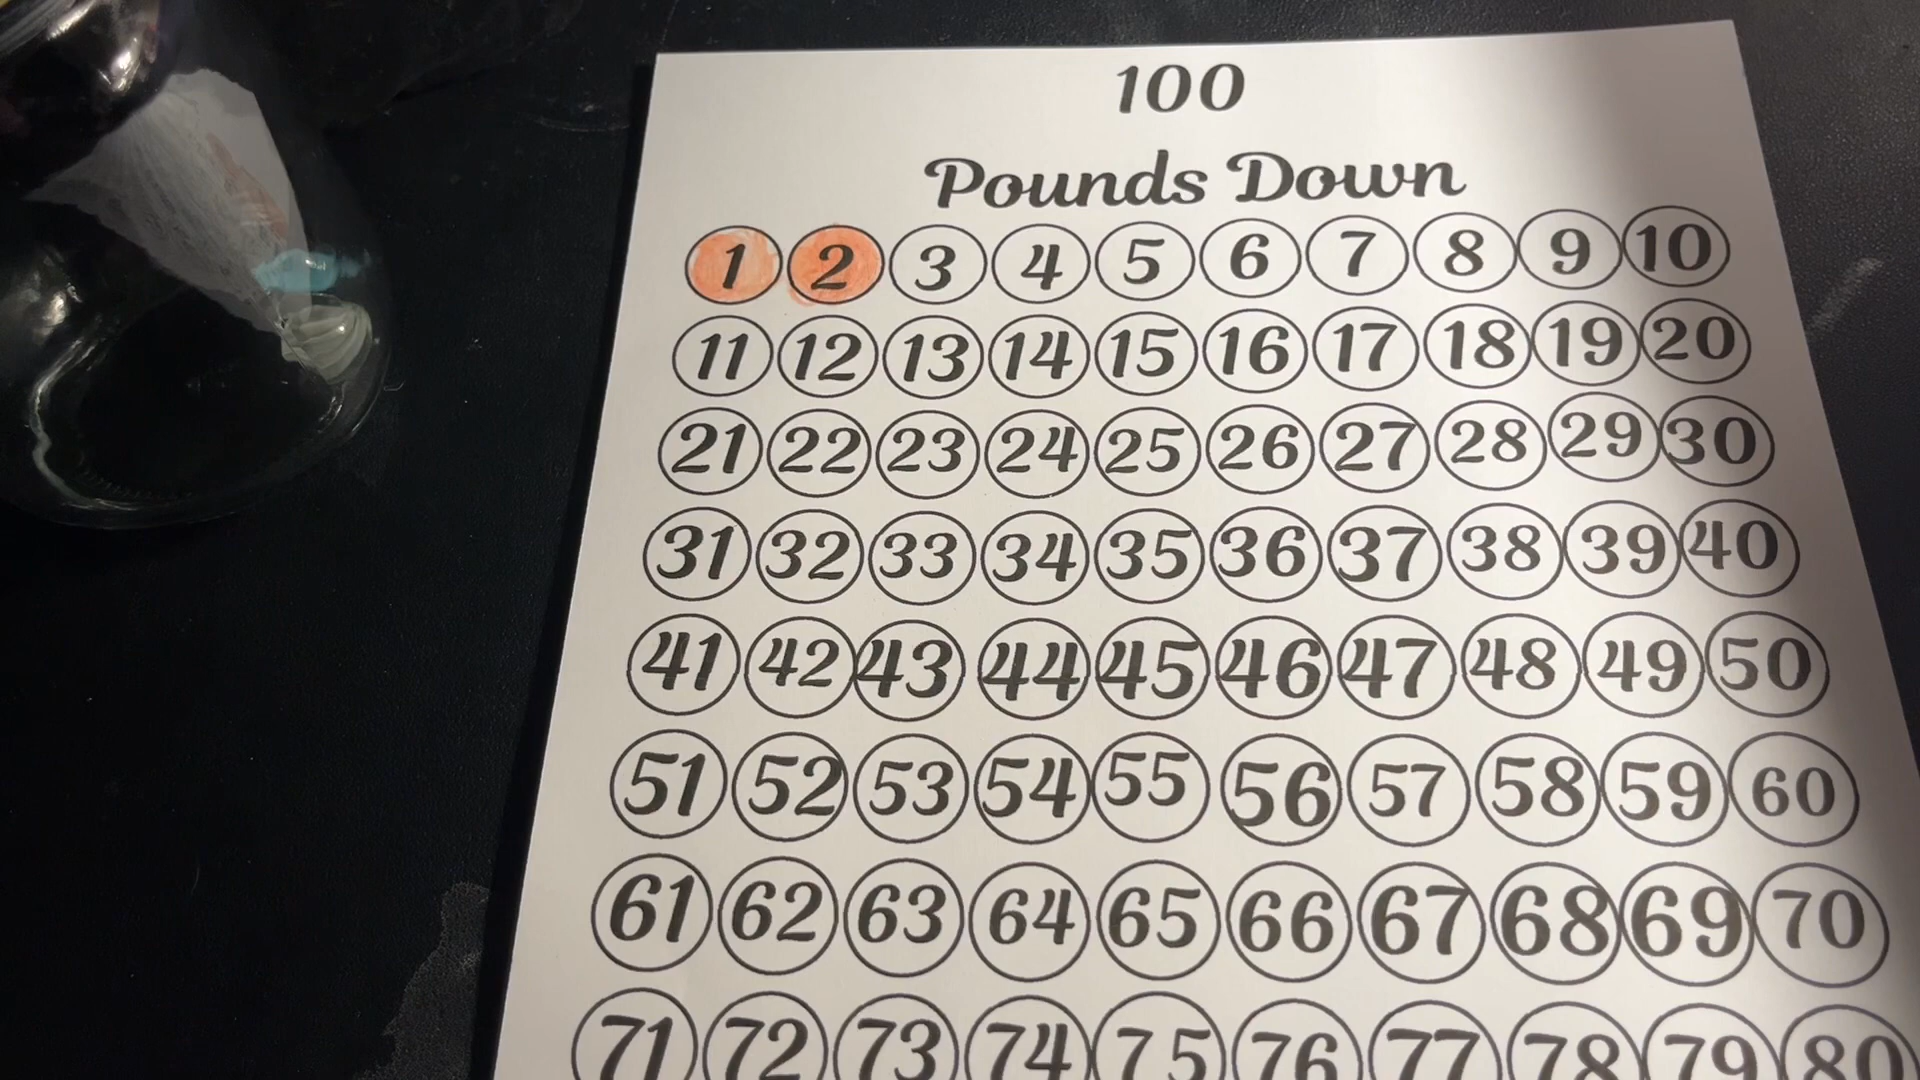 100
Pounds Down
1 2 3 4 5 6 7 8 9 10
11 12 13 14 15 16 17 18 19 20
21 22 23 24 25 26 27 28 29 30
31 32 33 34 35 36 37 38 39 40
41 42 43 44 45 46 47 48 49 50
51 52 53 54 55 56 57 58 59 60
61 62 63 64 65 66 67 68 69 70
71 72 73 74 75 76 77 78 79 80